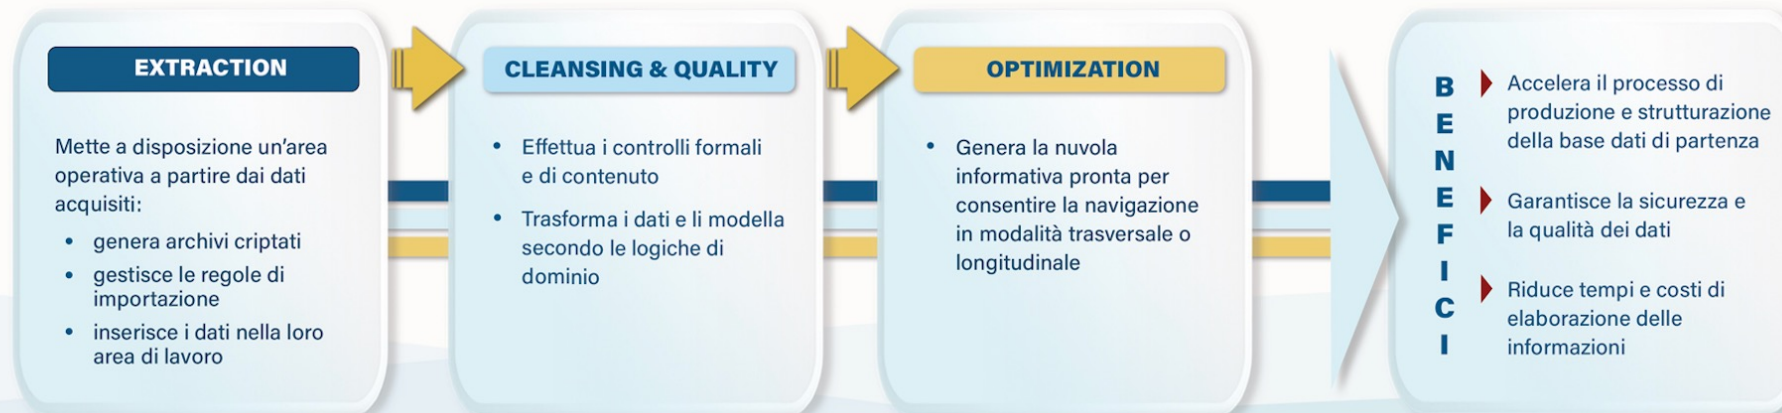 EXTRACTION
Mette a disposizione un'area
operativa a partire dai dati
acquisiti:
• genera archivi criptati
• gestisce le regole di
importazione
• inserisce i dati nella loro
area di lavoro
CLEANSING & QUALITY
• Effettua i controlli formali
e di contenuto
• Trasforma i dati e li modella
secondo le logiche di
dominio
OPTIMIZATION
• Genera la nuvola
informativa pronta per
consentire la navigazione
in modalità trasversale o
longitudinale
BENEFICI
Accelera il processo di
produzione e strutturazione
della base dati di partenza
Garantisce la sicurezza e
la qualità dei dati
Riduce tempi e costi di
elaborazione delle
informazioni